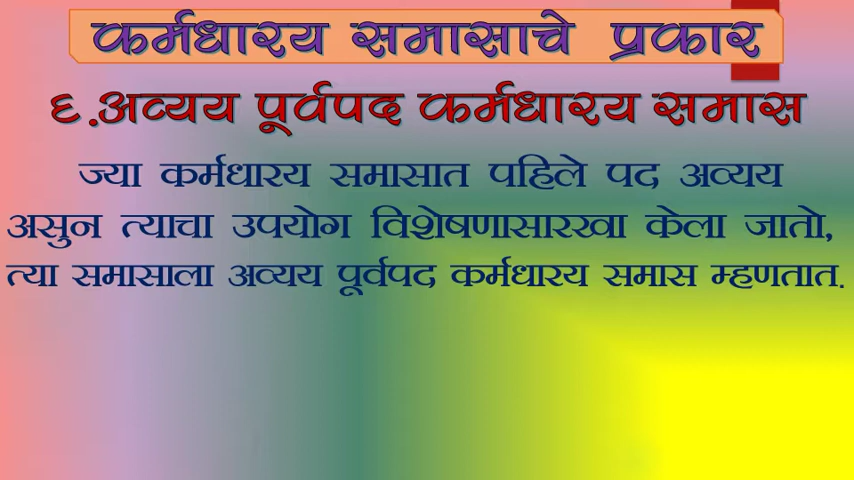 कर्मधारय समासाचे प्रकार
६.अव्यय पूर्वपद कर्मधारय समास
ज्या कर्मधारय समासात पहिले पद अव्यय
असुन त्याचा उपयोग विशेषणासारखा केला जातो,
त्या समासाला अव्यय पूर्वपद कर्मधारय समास म्हणतात.